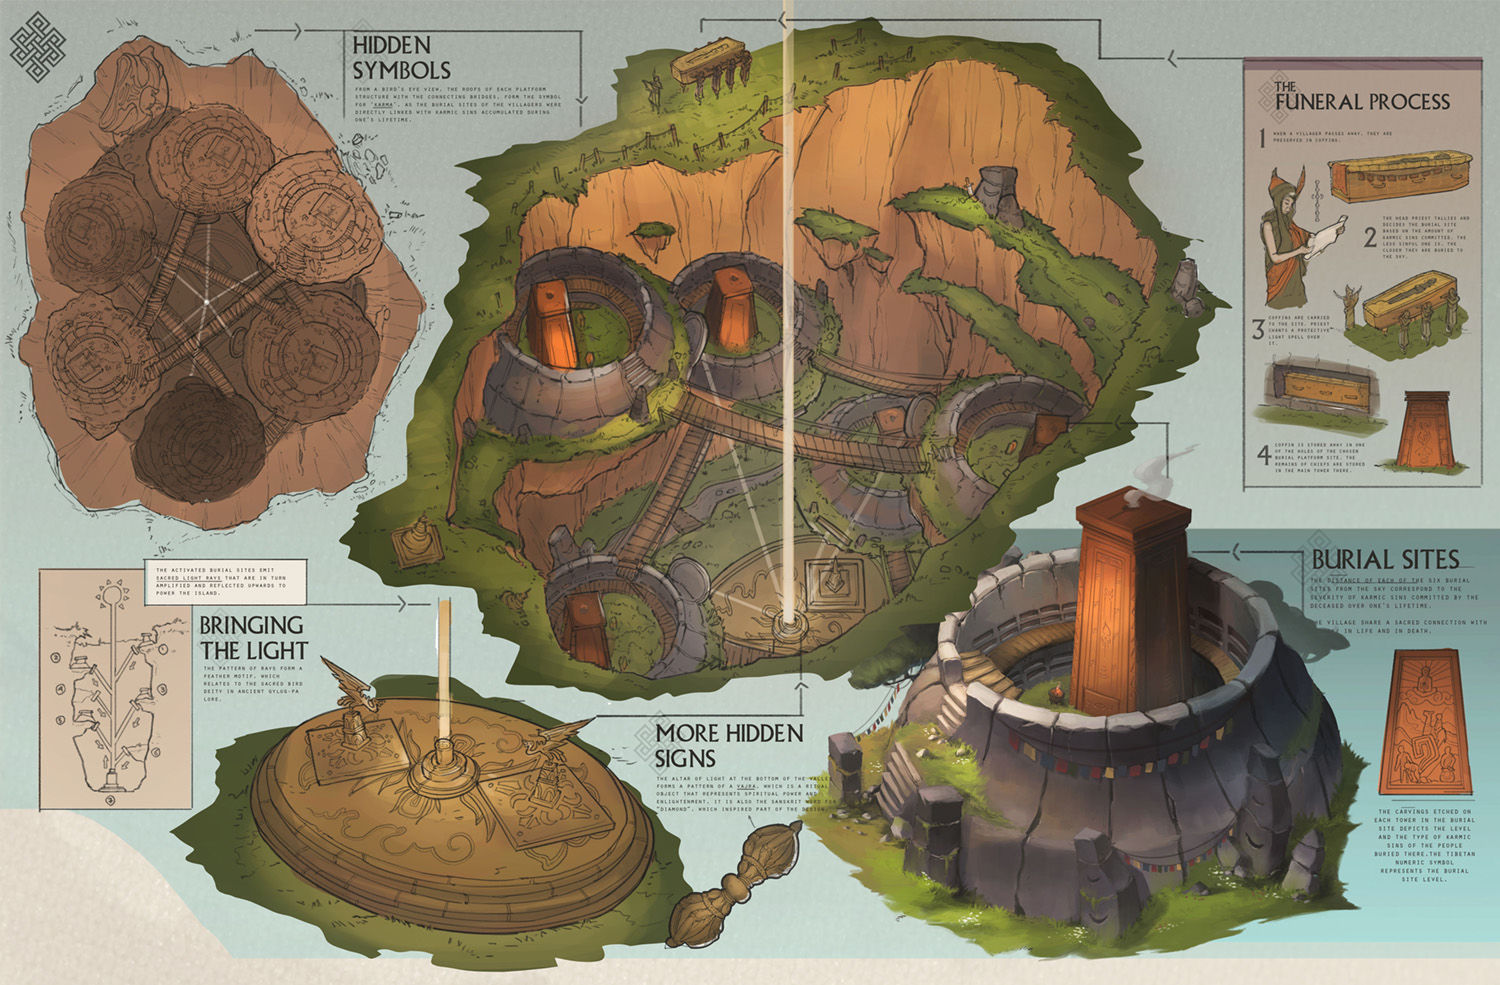 HIDDEN
SYMBOLS
FROM A BIRD'S EYE VIEW, THE ROOFS OF EACH PLATFORM
STRUCTURE WITH THE CONNECTING BRIDGES, FORM THE SYMBOL
FOR 'KARMA', AS THE BURIAL SITES OF THE VILLAGERS WERE
DIRECTLY LINKED WITH KARMIC SINS ACCUMULATED DURING
ONE'S LIFETIME.
THE
FUNERAL PROCESS
1
WHEN A VILLAGER PASSES AWAY, THEY ARE
PRESERVED IN COFFINS.
2
THE HEAD PRIEST TALLIES AND
DECIDES THE BURIAL SITE
BASED ON THE AMOUNT OF
KARMIC SINS COMMITTED. THE
LESS SINFUL ONE IS, THE
CLOSER THEY ARE BURIED TO
THE SKY.
3
COFFINS ARE CARRIED
TO THE SITE. PRIEST
CHANTS A PROTECTIVE
LIGHT SPELL OVER
IT.
4
COFFIN IS STORED AWAY IN ONE
OF THE HOLES OF THE CHOSEN
BURIAL PLATFORM SITE. THE
REMAINS OF CHIEFS ARE STORED
IN THE MAIN TOWER THERE.
THE ACTIVATED BURIAL SITES EMIT
SACRED LIGHT RAYS THAT ARE IN TURN
AMPLIFIED AND REFLECTED UPWARDS TO
POWER THE ISLAND.
BRINGING
THE LIGHT
THE PATTERN OF RAYS FORM A
FEATHER MOTIF, WHICH
RELATES TO THE SACRED BIRD
DEITY IN ANCIENT GYLUG-PA
LORE.
MORE HIDDEN
SIGNS
THE ALTAR OF LIGHT AT THE BOTTOM OF THE VALLEY
FORMS A PATTERN OF A VAJRA, WHICH IS A RITUAL
OBJECT THAT REPRESENTS SPIRITUAL POWER AND
ENLIGHTENMENT. IT IS ALSO THE SANSKRIT WORD FOR
"DIAMOND", WHICH INSPIRED PART OF THE DESIGN.
BURIAL SITES
THE DISTANCE OF EACH OF THE SIX BURIAL
SITES FROM THE SKY CORRESPOND TO THE
SEVERITY OF KARMIC SINS COMMITTED BY THE
DECEASED OVER ONE'S LIFETIME.
THE VILLAGE SHARE A SACRED CONNECTION WITH
IN LIFE AND IN DEATH.
THE CARVINGS ETCHED ON
EACH TOWER IN THE BURIAL
SITE DEPICTS THE LEVEL
AND THE TYPE OF KARMIC
SINS OF THE PEOPLE
BURIED THERE. THE TIBETAN
NUMERIC SYMBOL
REPRESENTS THE BURIAL
SITE LEVEL.